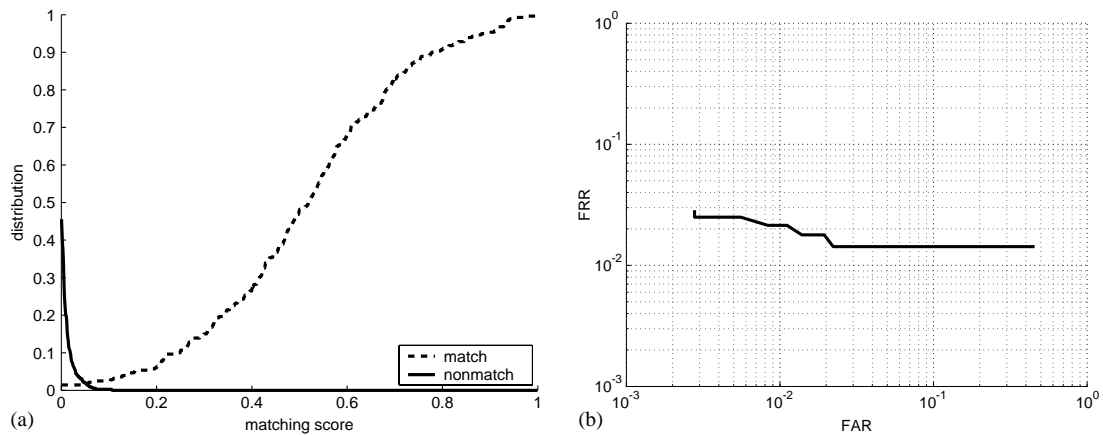 1
0.9
0.8
0.7
0.6
0.5
0.4
0.3
0.2
0.1
0
distribution
match
nonmatch
0 0.2 0.4 0.6 0.8 1
matching score
(a)
10^0
10^-1
10^-2
10^-3
FRR
10^-3 10^-2 10^-1 10^0
FAR
(b)